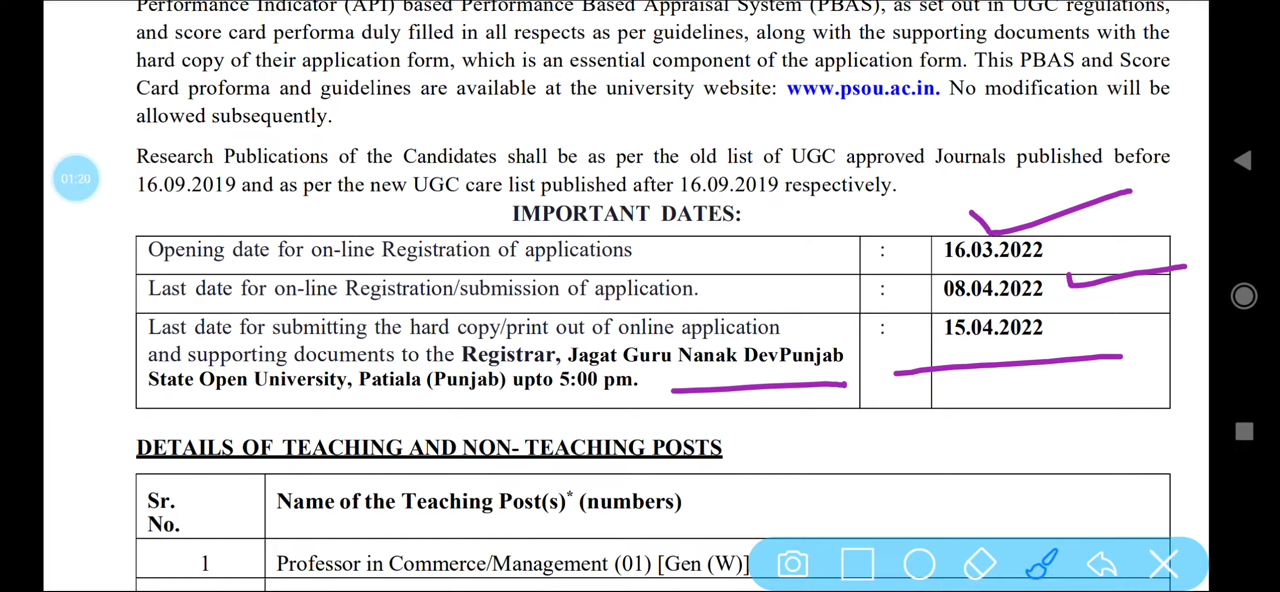 Performance Indicator (API) based Performance Based Appraisal System (PBAS), as set out in UGC regulations,
and score card performa duly filled in all respects as per guidelines, along with the supporting documents with the
hard copy of their application form, which is an essential component of the application form. This PBAS and Score
Card proforma and guidelines are available at the university website: www.psou.ac.in. No modification will be
allowed subsequently.
Research Publications of the Candidates shall be as per the old list of UGC approved Journals published before
16.09.2019 and as per the new UGC care list published after 16.09.2019 respectively.
01:20
IMPORTANT DATES:
Opening date for on-line Registration of applications : 16.03.2022
Last date for on-line Registration/submission of application. : 08.04.2022
Last date for submitting the hard copy/print out of online application : 15.04.2022
and supporting documents to the Registrar, Jagat Guru Nanak DevPunjab
State Open University, Patiala (Punjab) upto 5:00 pm.
DETAILS OF TEACHING AND NON- TEACHING POSTS
Sr. Name of the Teaching Post(s)* (numbers)
No.
1 Professor in Commerce/Management (01) [Gen (W)]